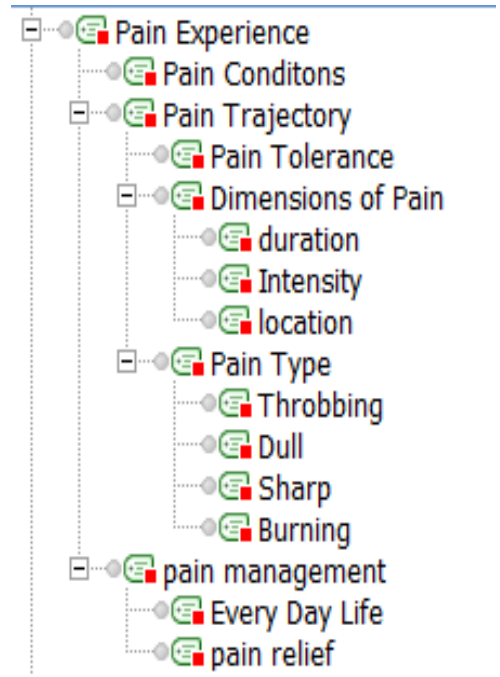 Pain Experience
Pain Conditons
Pain Trajectory
Pain Tolerance
Dimensions of Pain
duration
Intensity
location
Pain Type
Throbbing
Dull
Sharp
Burning
pain management
Every Day Life
pain relief